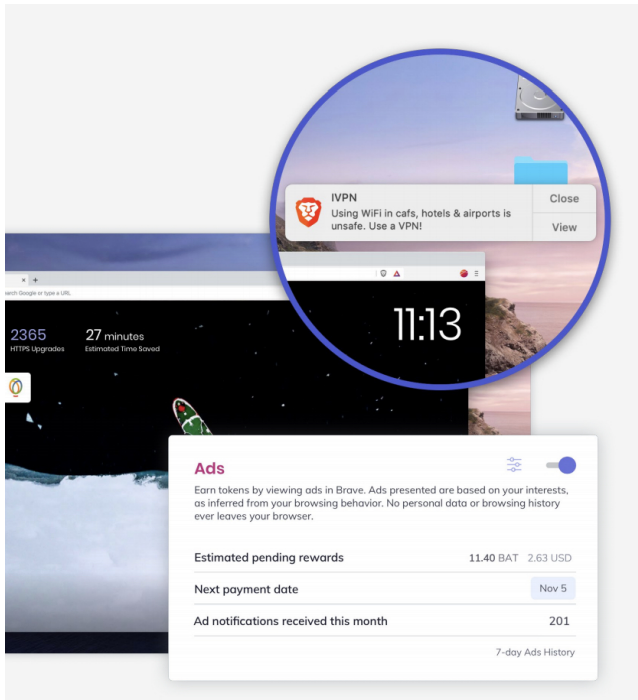 IVPN
Using WiFi in cafs, hotels & airports is
unsafe. Use a VPN!
Close
View
× +
earch Google or type a URL
2365
HTTPS Upgrades
27 minutes
Estimated Time Saved
11:13
Ads
Earn tokens by viewing ads in Brave. Ads presented are based on your interests,
as inferred from your browsing behavior. No personal data or browsing history
ever leaves your browser.
Estimated pending rewards 11.40 BAT 2.63 USD
Next payment date Nov 5
Ad notifications received this month 201
7-day Ads History